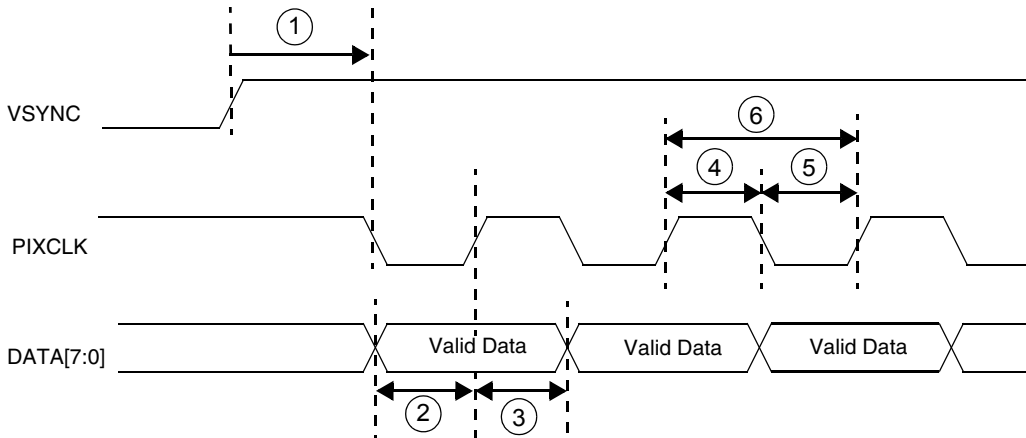 1
VSYNC
6
4
5
PIXCLK
DATA[7:0]
Valid Data
Valid Data
Valid Data
2
3